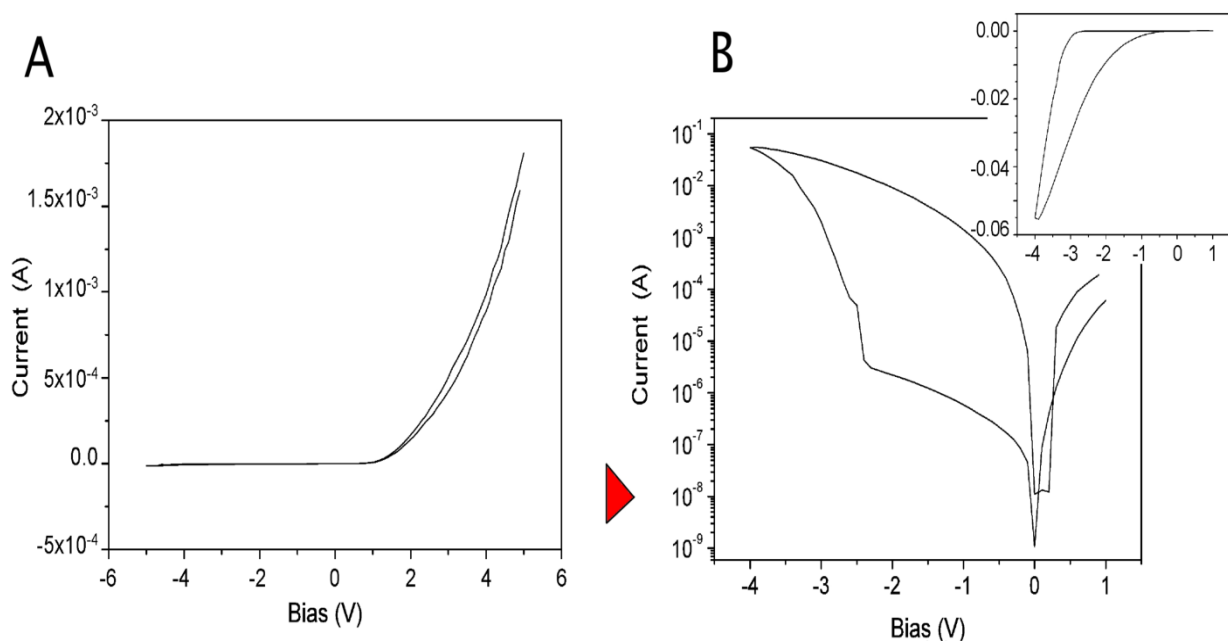 A
2x10-3
1.5x10-3
1x10-3
5x10-4
0.0
-5x10-4
-6 -4 -2 0 2 4 6
Bias (V)
Current (A)
B
0.00
-0.02
-0.04
-0.06
-4 -3 -2 -1 0 1
10-1
10-2
10-3
10-4
10-5
10-6
10-7
10-8
10-9
-4 -3 -2 -1 0 1
Bias (V)
Current (A)